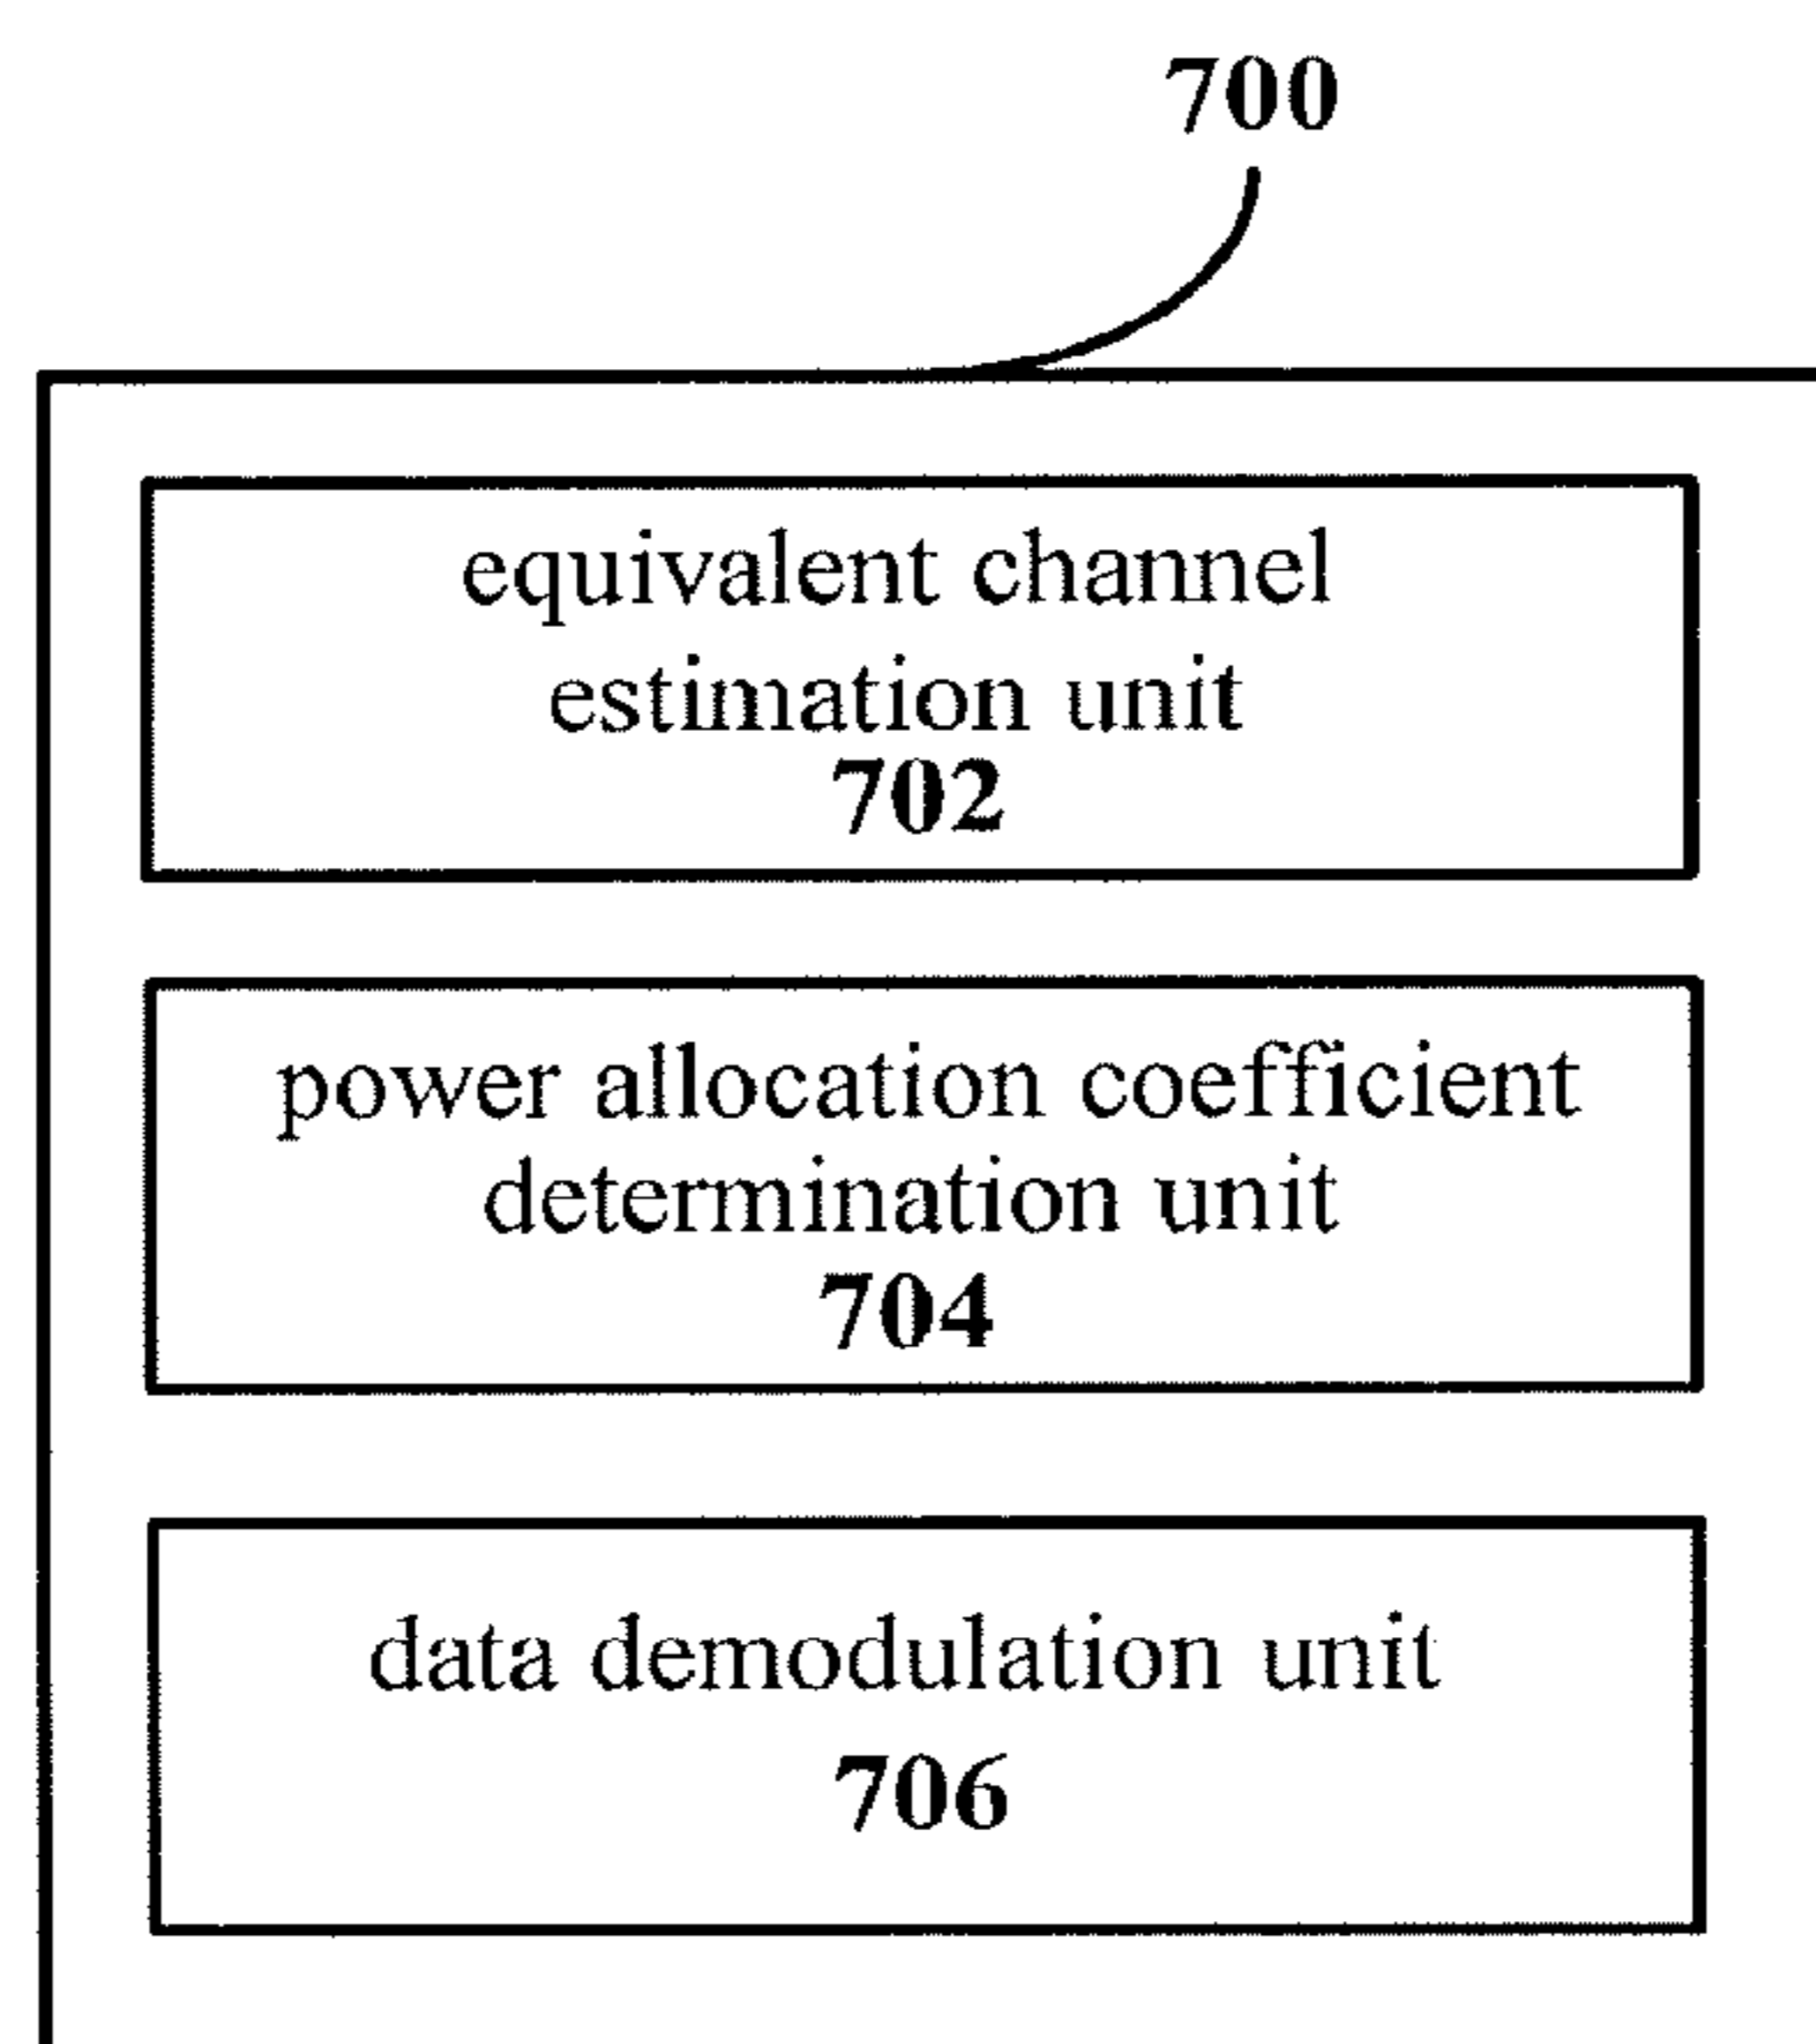 700
equivalent channel
estimation unit
702
power allocation coefficient
determination unit
704
data demodulation unit
706